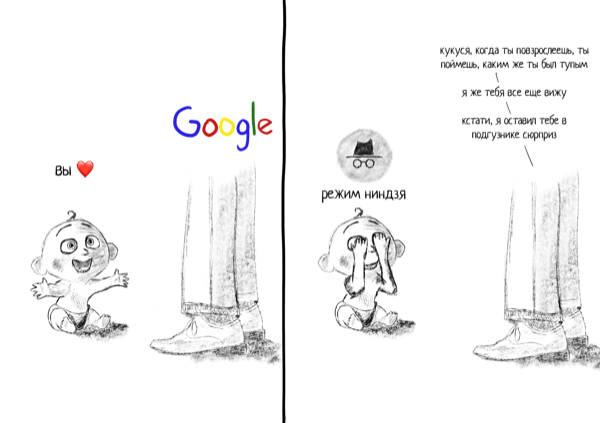 Google
вы ❤️
кукуся, когда ты повзрослеешь, ты
поймешь, каким же ты был тупым
я же тебя все еще вижу
кстати, я оставил тебе в
подгузнике сюрприз
режим ниндзя